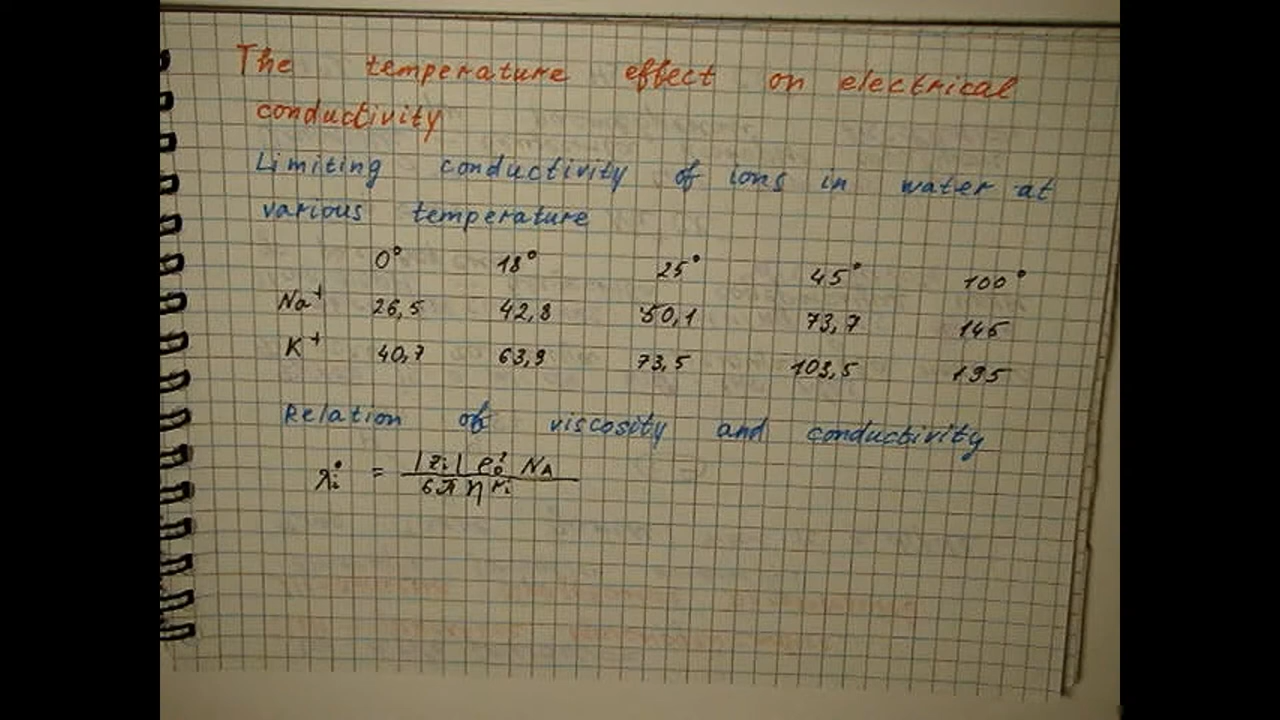 The temperature effect on electrical
conductivity
Limiting conductivity of ions in water at
various temperature
0° 18° 25° 45° 100°
Na⁺ 26,5 42,8 50,1 73,7 145
K⁺ 40,7 63,9 73,5 103,5 195
Relation of viscosity and conductivity
λᵢ° = |zᵢ| e₀² N_A / 6π η rᵢ